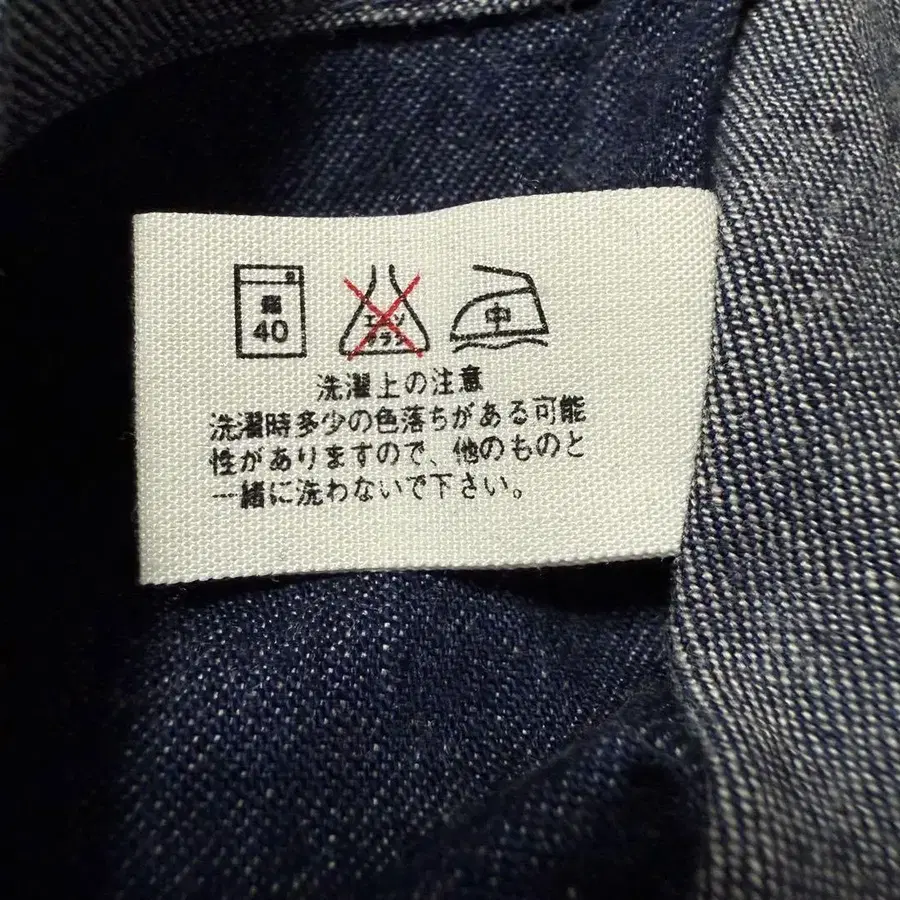 40
エンソ
サラシ
中
洗濯上の注意
洗濯時多少の色落ちがある可能
性がありますので、他のものと
一緒に洗わないで下さい。